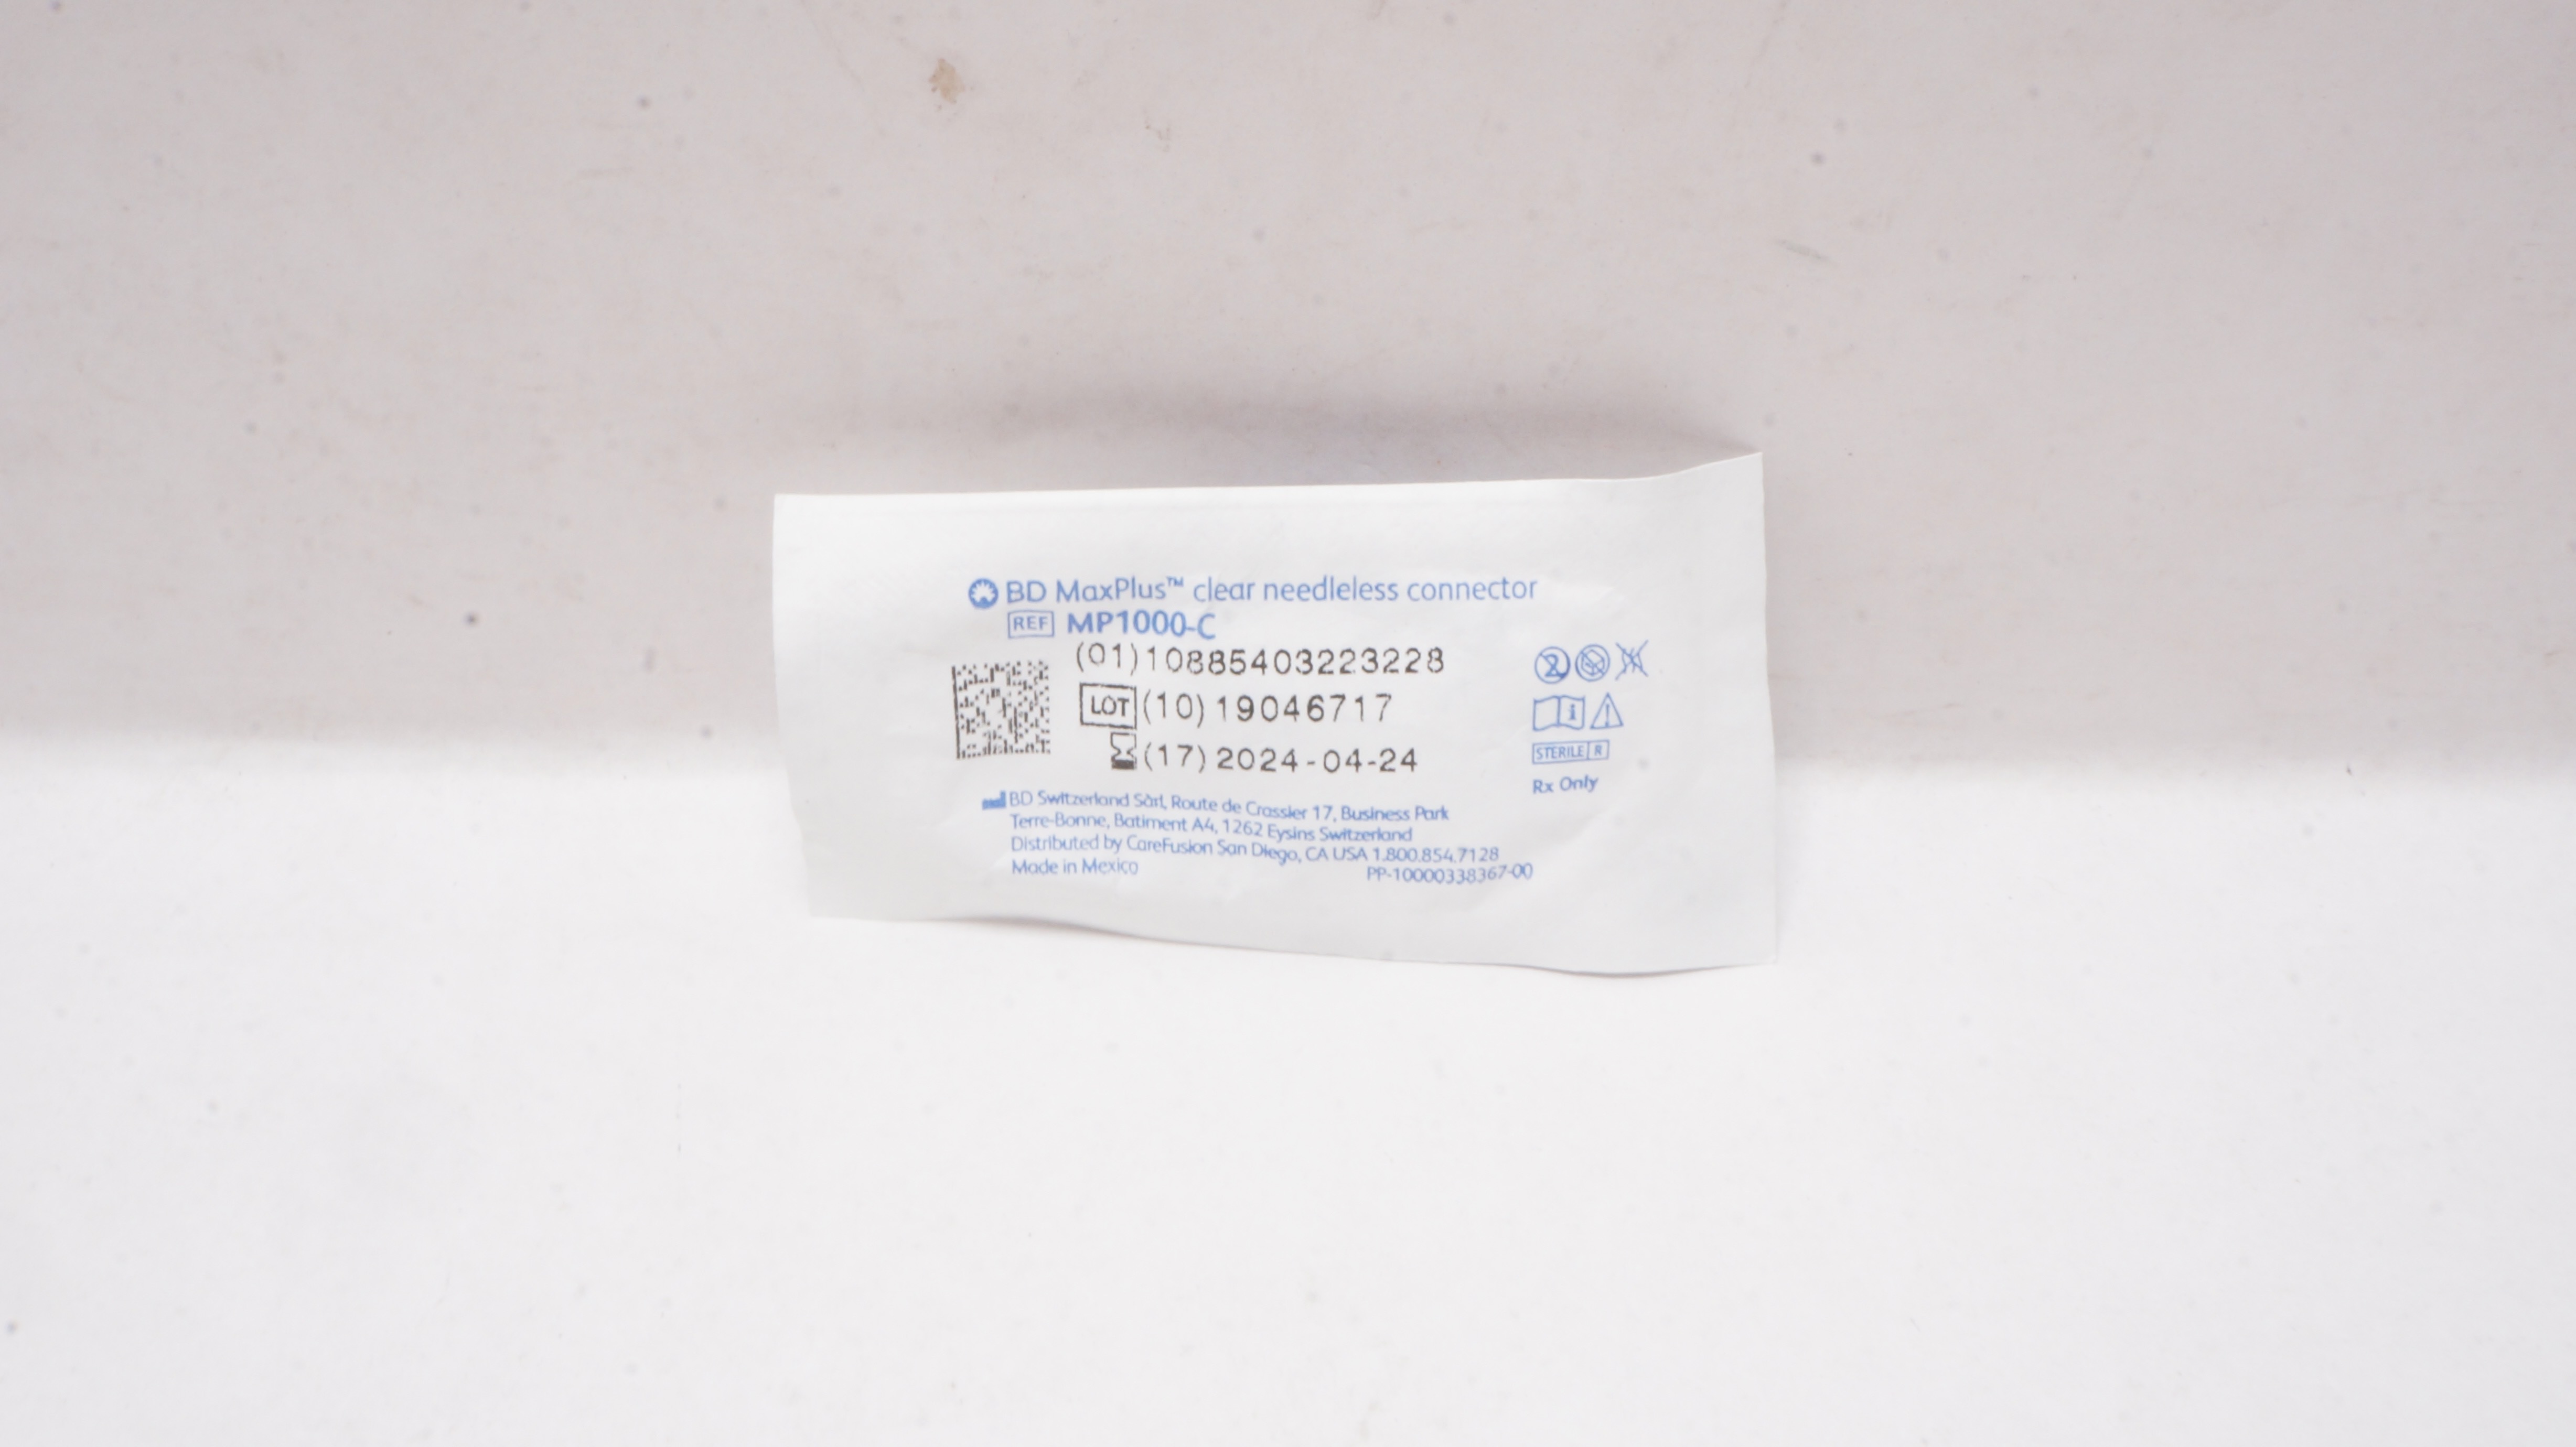 BD MaxPlus™ clear needleless connector
REF MP1000-C
(01)10885403223228
LOT (10)19046717
(17)2024-04-24
2
i
STERILE R
Rx Only
BD Switzerland Sàrl, Route de Crassier 17, Business Park
Terre-Bonne, Batiment A4, 1262 Eysins Switzerland
Distributed by CareFusion San Diego, CA USA 1.800.854.7128
Made in Mexico PP-10000338367-00